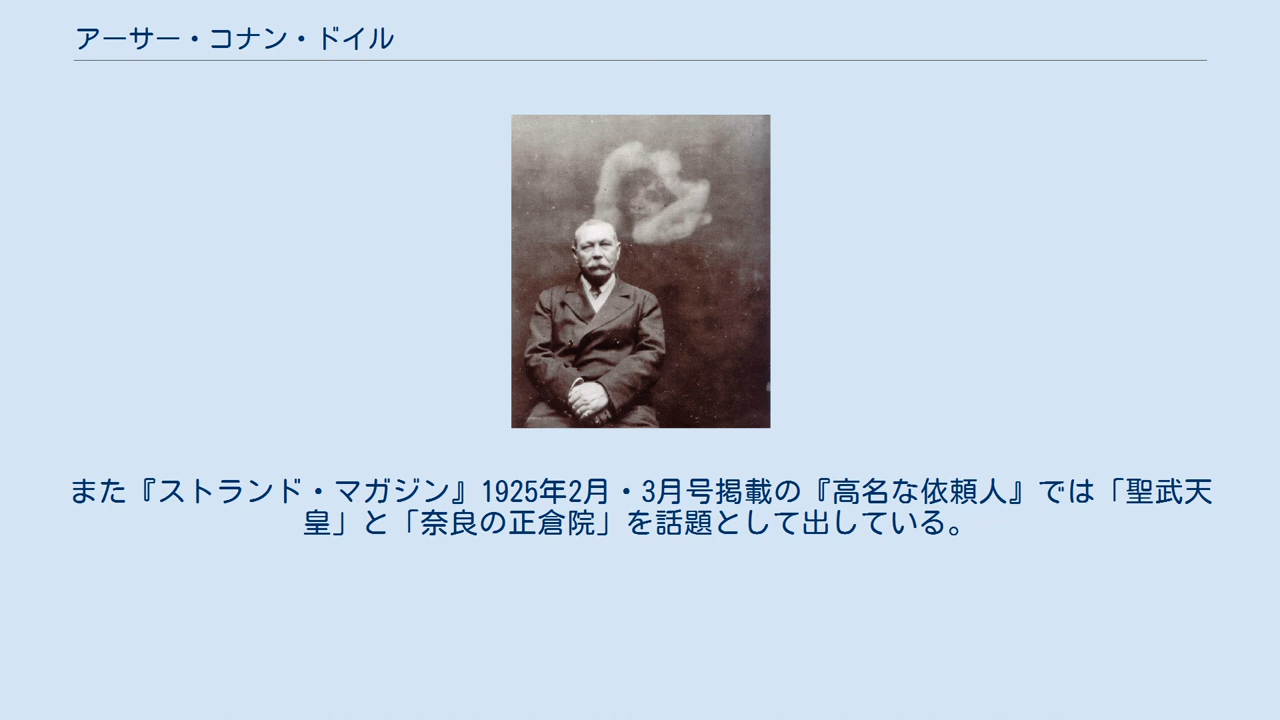 アーサー・コナン・ドイル
また『ストランド・マガジン』1925年2月・3月号掲載の『高名な依頼人』では「聖武天
皇」と「奈良の正倉院」を話題として出している。